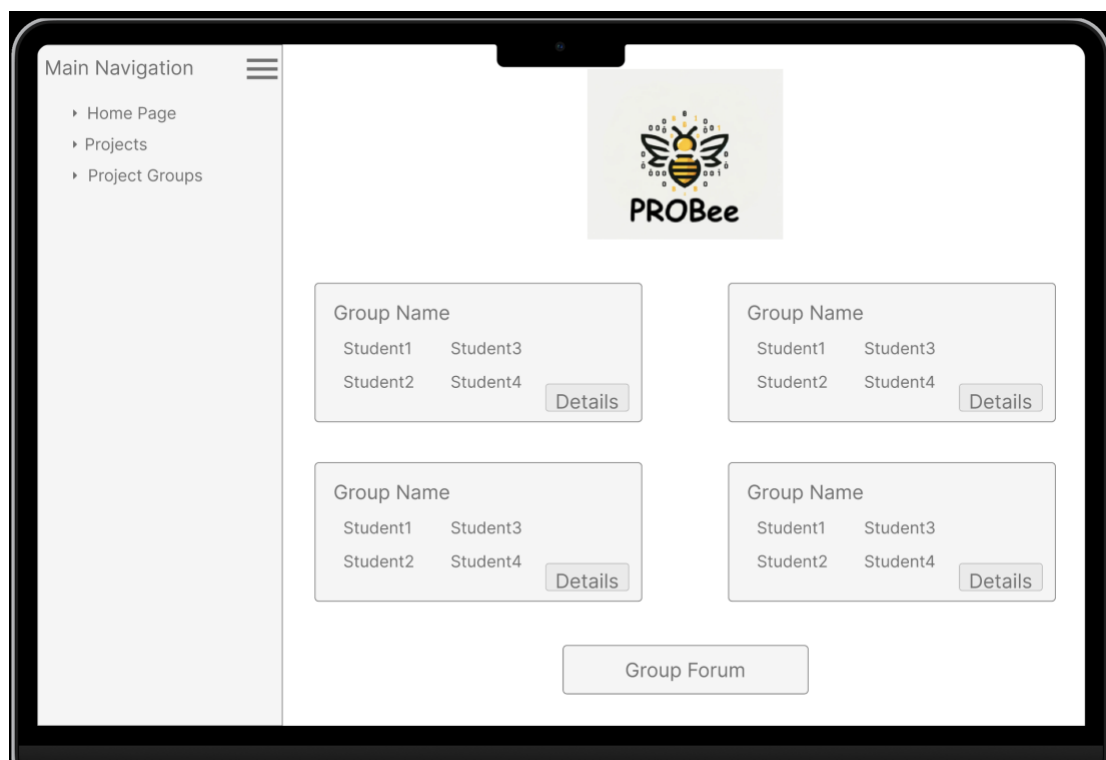 Main Navigation
Home Page
Projects
Project Groups
PROBee
Group Name
Student1 Student3
Student2 Student4
Details
Group Name
Student1 Student3
Student2 Student4
Details
Group Name
Student1 Student3
Student2 Student4
Details
Group Name
Student1 Student3
Student2 Student4
Details
Group Forum